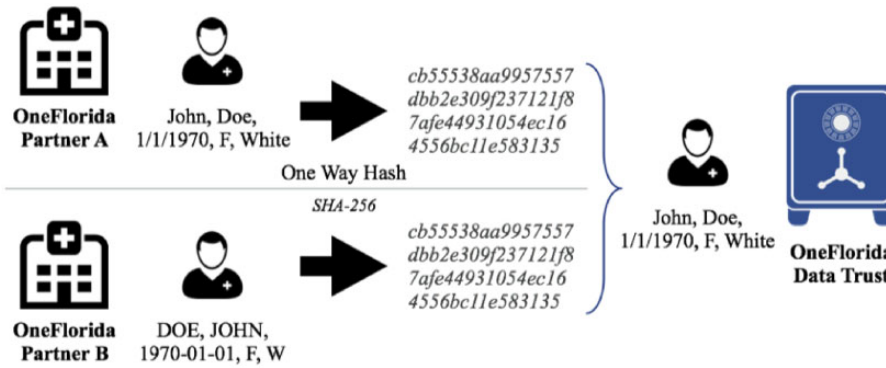 OneFlorida
Partner A
John, Doe,
1/1/1970, F, White
One Way Hash
SHA-256
cb55538aa9957557
dbb2e309f237121f8
7afe44931054ec16
4556bc11e583135
OneFlorida
Partner B
DOE, JOHN,
1970-01-01, F, W
cb55538aa9957557
dbb2e309f237121f8
7afe44931054ec16
4556bc11e583135
John, Doe,
1/1/1970, F, White
OneFlorida
Data Trust